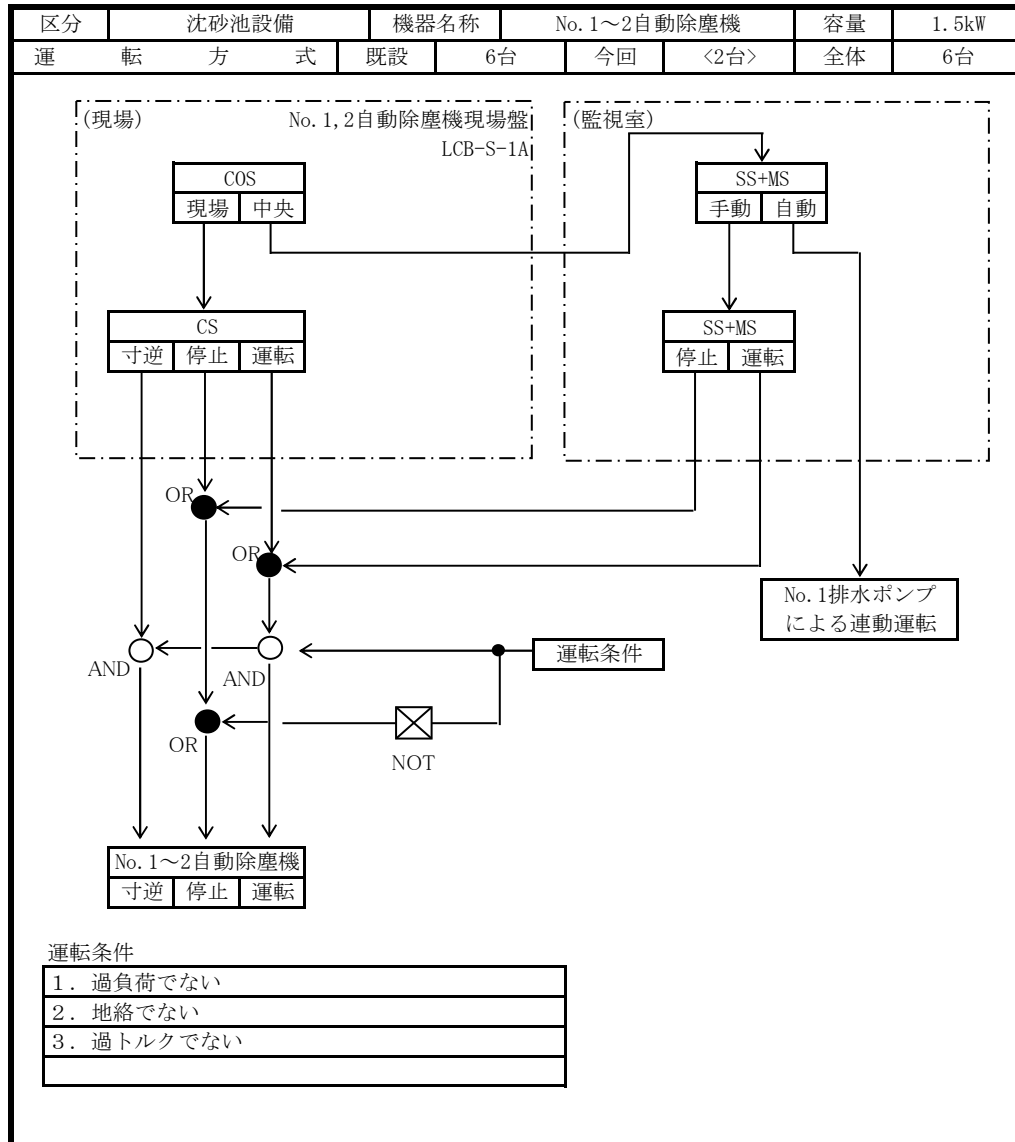 区分 沈砂池設備 機器名称 No.1～2自動除塵機 容量 1.5kW
運転方式 既設 6台 今回 <2台> 全体 6台
(現場) No.1,2自動除塵機現場盤
LCB-S-1A
(監視室)
COS
現場 中央
SS+MS
手動 自動
CS
寸逆 停止 運転
SS+MS
停止 運転
OR
OR
No.1排水ポンプ
による連動運転
運転条件
AND
AND
OR
NOT
No.1～2自動除塵機
寸逆 停止 運転
運転条件
１．過負荷でない
２．地絡でない
３．過トルクでない